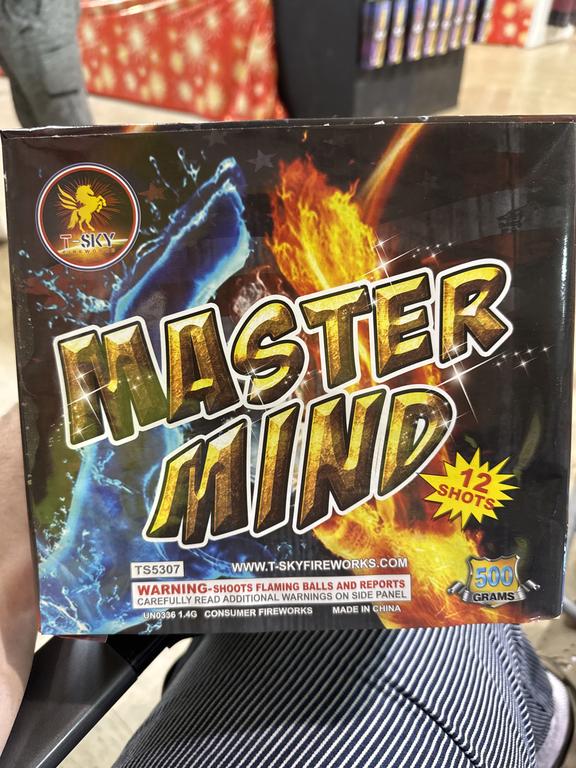 T-SKY
FIREWORKS
MASTER
MIND
12
SHOTS
TS5307
WWW.T-SKYFIREWORKS.COM
WARNING-SHOOTS FLAMING BALLS AND REPORTS
CAREFULLY READ ADDITIONAL WARNINGS ON SIDE PANEL
UN0336 1.4G CONSUMER FIREWORKS MADE IN CHINA
500
GRAMS